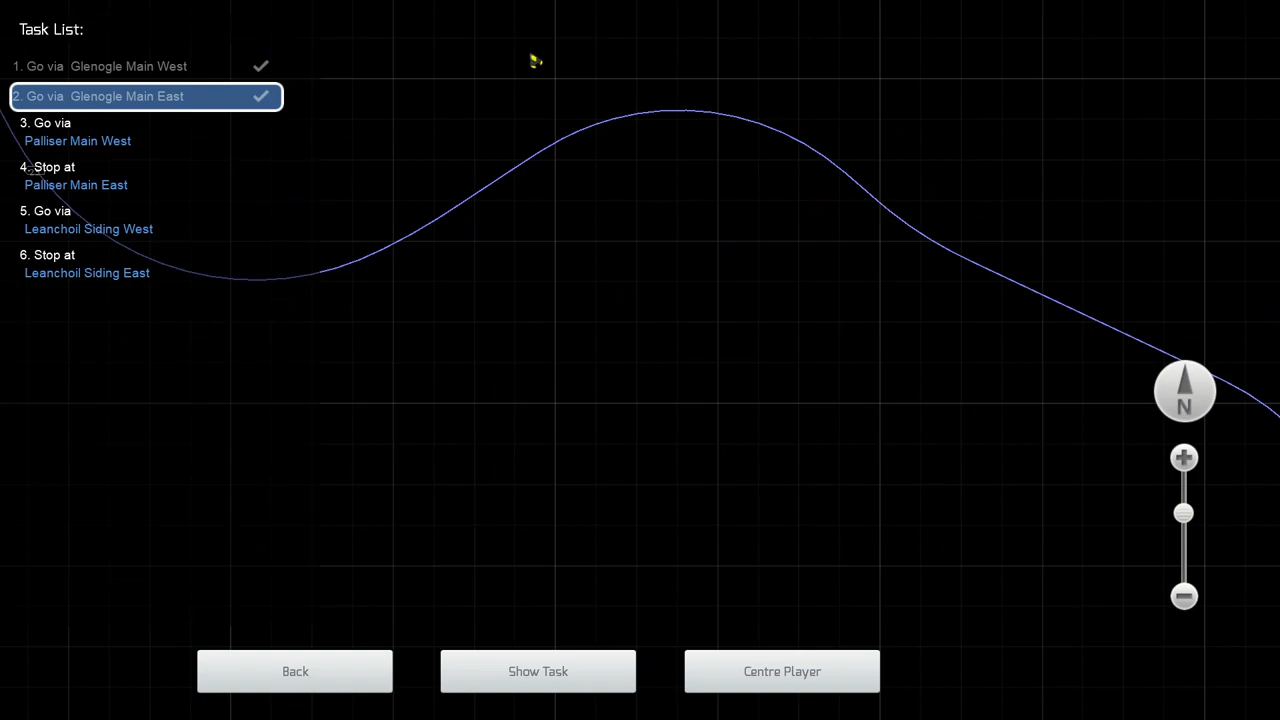 Task List:
1. Go via  Glenogle Main West
2. Go via  Glenogle Main East
3. Go via
Palliser Main West
4. Stop at
Palliser Main East
5. Go via
Leanchoil Siding West
6. Stop at
Leanchoil Siding East
N
Back
Show Task
Centre Player